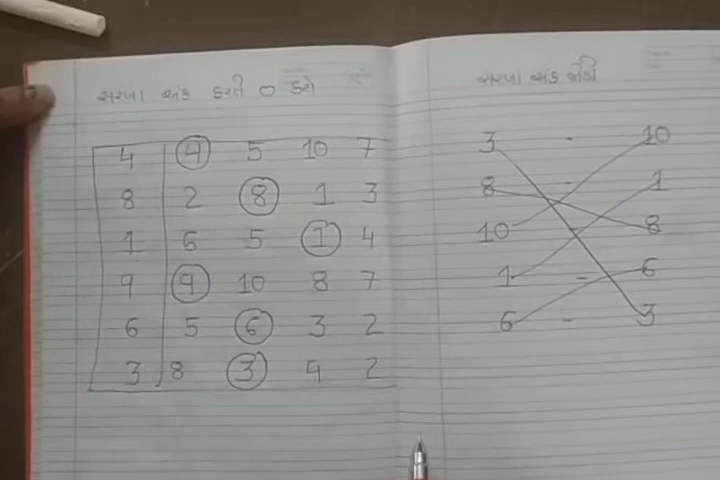 સરખા અંક ફરતે ૦ કરો
4 4 5 10 7
8 2 8 1 3
1 6 5 1 4
9 9 10 8 7
6 5 6 3 2
3 8 3 4 2
સરખા અંક જોડો
3 - 10
8 - 1
10 8
1 - 6
6 - 3